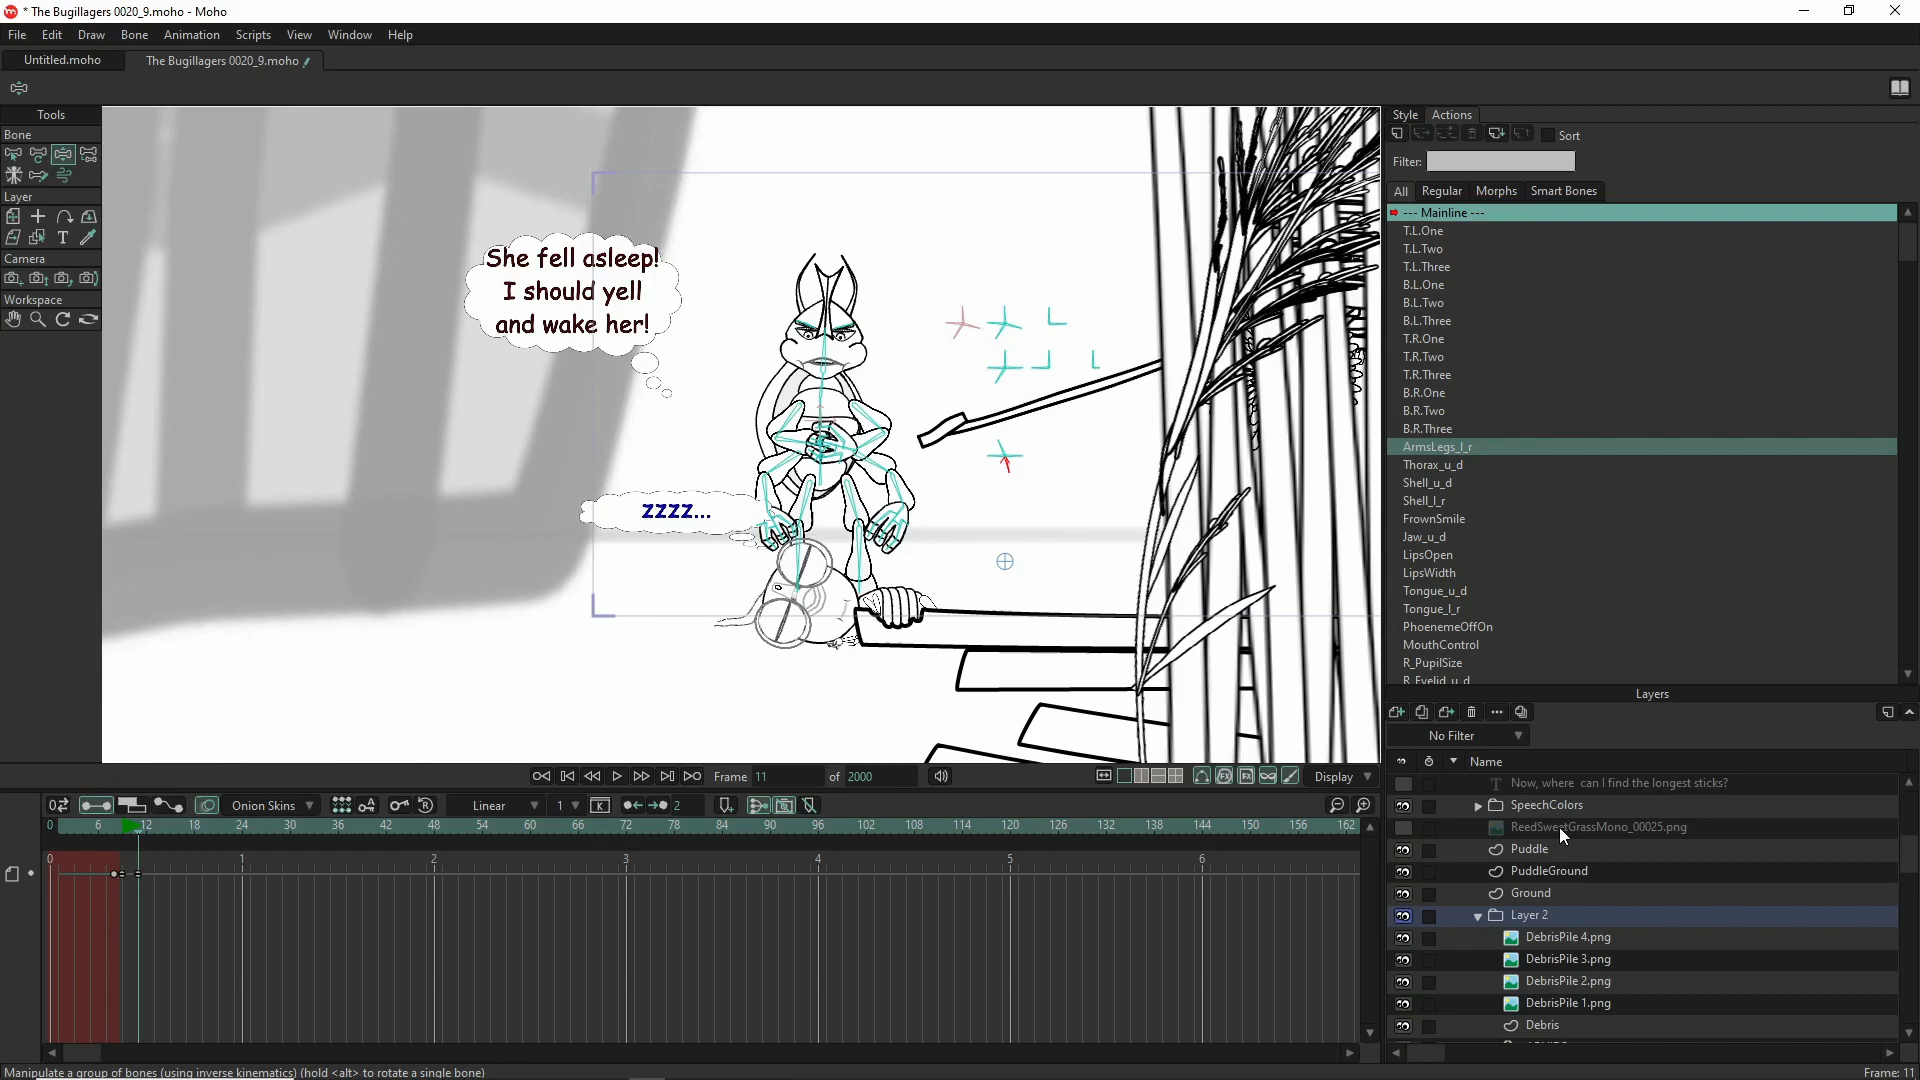 * The Bugillagers 0020_9.moho - Moho
File Edit Draw Bone Animation Scripts View Window Help
Untitled.moho The Bugillagers 0020_9.moho
Tools
Bone
Layer
Camera
Workspace
She fell asleep!
I should yell
and wake her!
zzzz...
Style Actions
Sort
Filter:
All Regular Morphs Smart Bones
--- Mainline ---
T.L.One
T.L.Two
T.L.Three
B.L.One
B.L.Two
B.L.Three
T.R.One
T.R.Two
T.R.Three
B.R.One
B.R.Two
B.R.Three
ArmsLegs_l_r
Thorax_u_d
Shell_u_d
Shell_l_r
FrownSmile
Jaw_u_d
LipsOpen
LipsWidth
Tongue_u_d
Tongue_l_r
PhoenemeOffOn
MouthControl
R_PupilSize
R_Eyelid_u_d
Layers
No Filter
Name
Now, where can I find the longest sticks?
SpeechColors
ReedSweetGrassMono_00025.png
Puddle
PuddleGround
Ground
Layer 2
DebrisPile 4.png
DebrisPile 3.png
DebrisPile 2.png
DebrisPile 1.png
Debris
Frame 11 of 2000 Display
Onion Skins Linear 1 2
0 6 12 18 24 30 36 42 48 54 60 66 72 78 84 90 96 102 108 114 120 126 132 138 144 150 156 162
0 1 2 3 4 5 6
Manipulate a group of bones (using inverse kinematics) (hold <alt> to rotate a single bone) Frame: 11